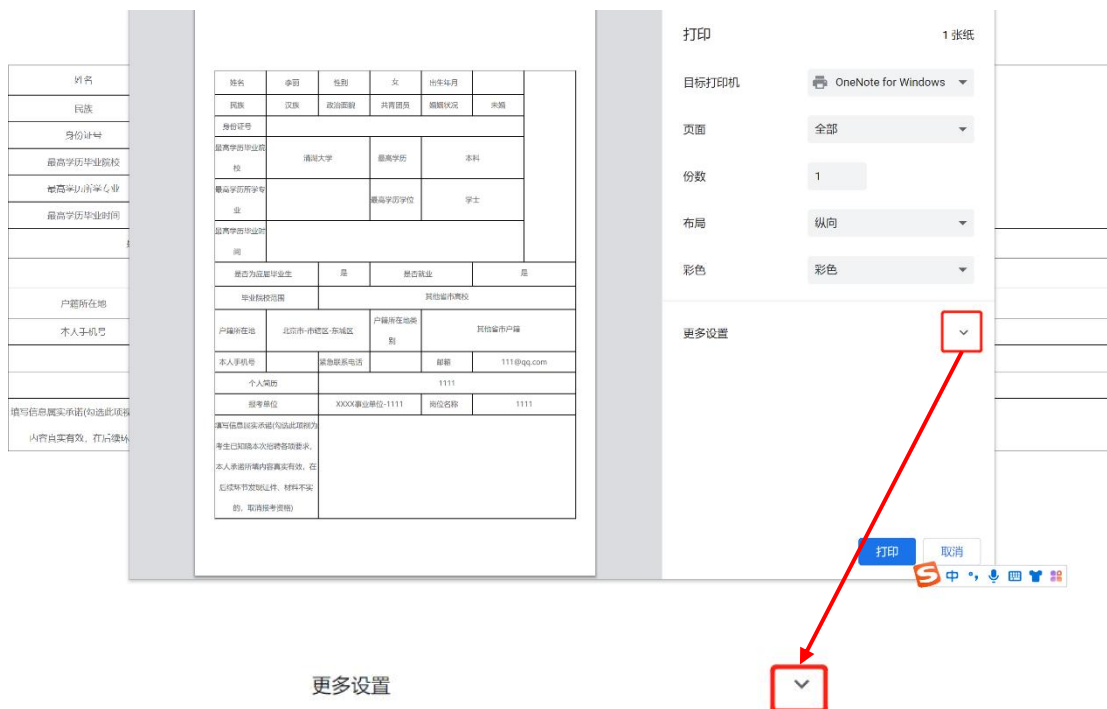 打印
1 张纸
目标打印机
OneNote for Windows
页面
全部
份数
1
布局
纵向
彩色
彩色
更多设置
打印
取消
中
姓名
李丽
性别
女
出生年月
民族
汉族
政治面貌
共青团员
婚姻状况
未婚
身份证号
最高学历毕业院
校
清湖大学
最高学历
本科
最高学历所学专
业
最高学历学位
学士
最高学历毕业时
间
是否为应届毕业生
是
是否就业
是
毕业院校范围
其他省市高校
户籍所在地
北京市-市辖区-东城区
户籍所在地类
别
其他省市户籍
本人手机号
紧急联系电话
邮箱
111@qq.com
个人简历
1111
报考单位
XXXX事业单位-1111
岗位名称
1111
填写信息属实承诺(勾选此项视为
考生已知晓本次招聘各项要求,
本人承诺所填内容真实有效, 在
后续环节发现证件、材料不实
的, 取消报考资格)
姓名
民族
身份证号
最高学历毕业院校
最高学历所学专业
最高学历毕业时间
户籍所在地
本人手机号
填写信息属实承诺(勾选此项视
内容真实有效, 在后续环
更多设置